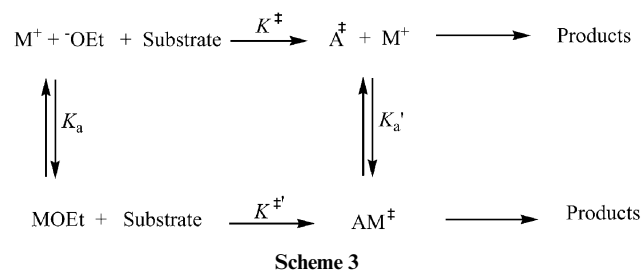 M⁺ + ⁻OEt + Substrate K‡ A‡ + M⁺ Products
Kₐ Kₐ'
MOEt + Substrate K‡' AM‡ Products
Scheme 3